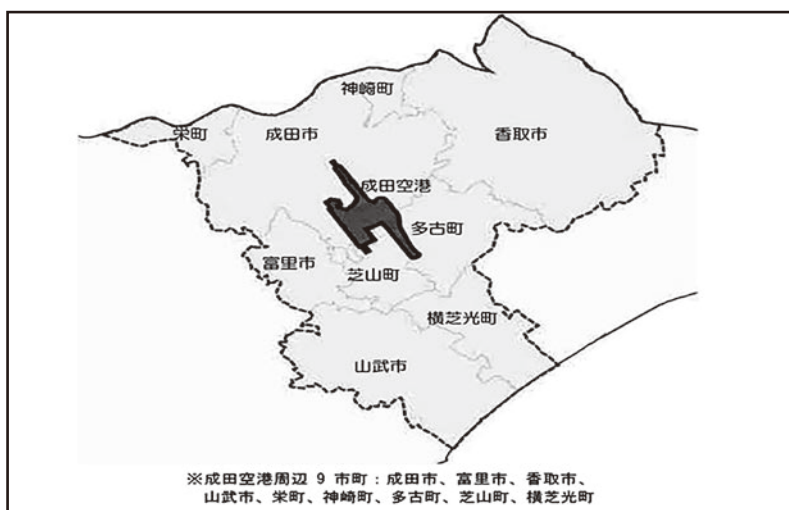 神崎町
栄町
成田市
香取市
成田空港
多古町
富里市
芝山町
横芝光町
山武市
※成田空港周辺 9 市町：成田市、富里市、香取市、
山武市、栄町、神崎町、多古町、芝山町、横芝光町